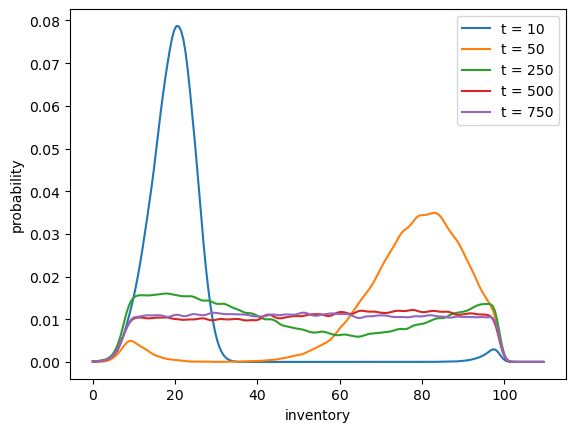 0.08
0.07
0.06
0.05
0.04
0.03
0.02
0.01
0.00
probability
0 20 40 60 80 100
inventory
t = 10
t = 50
t = 250
t = 500
t = 750